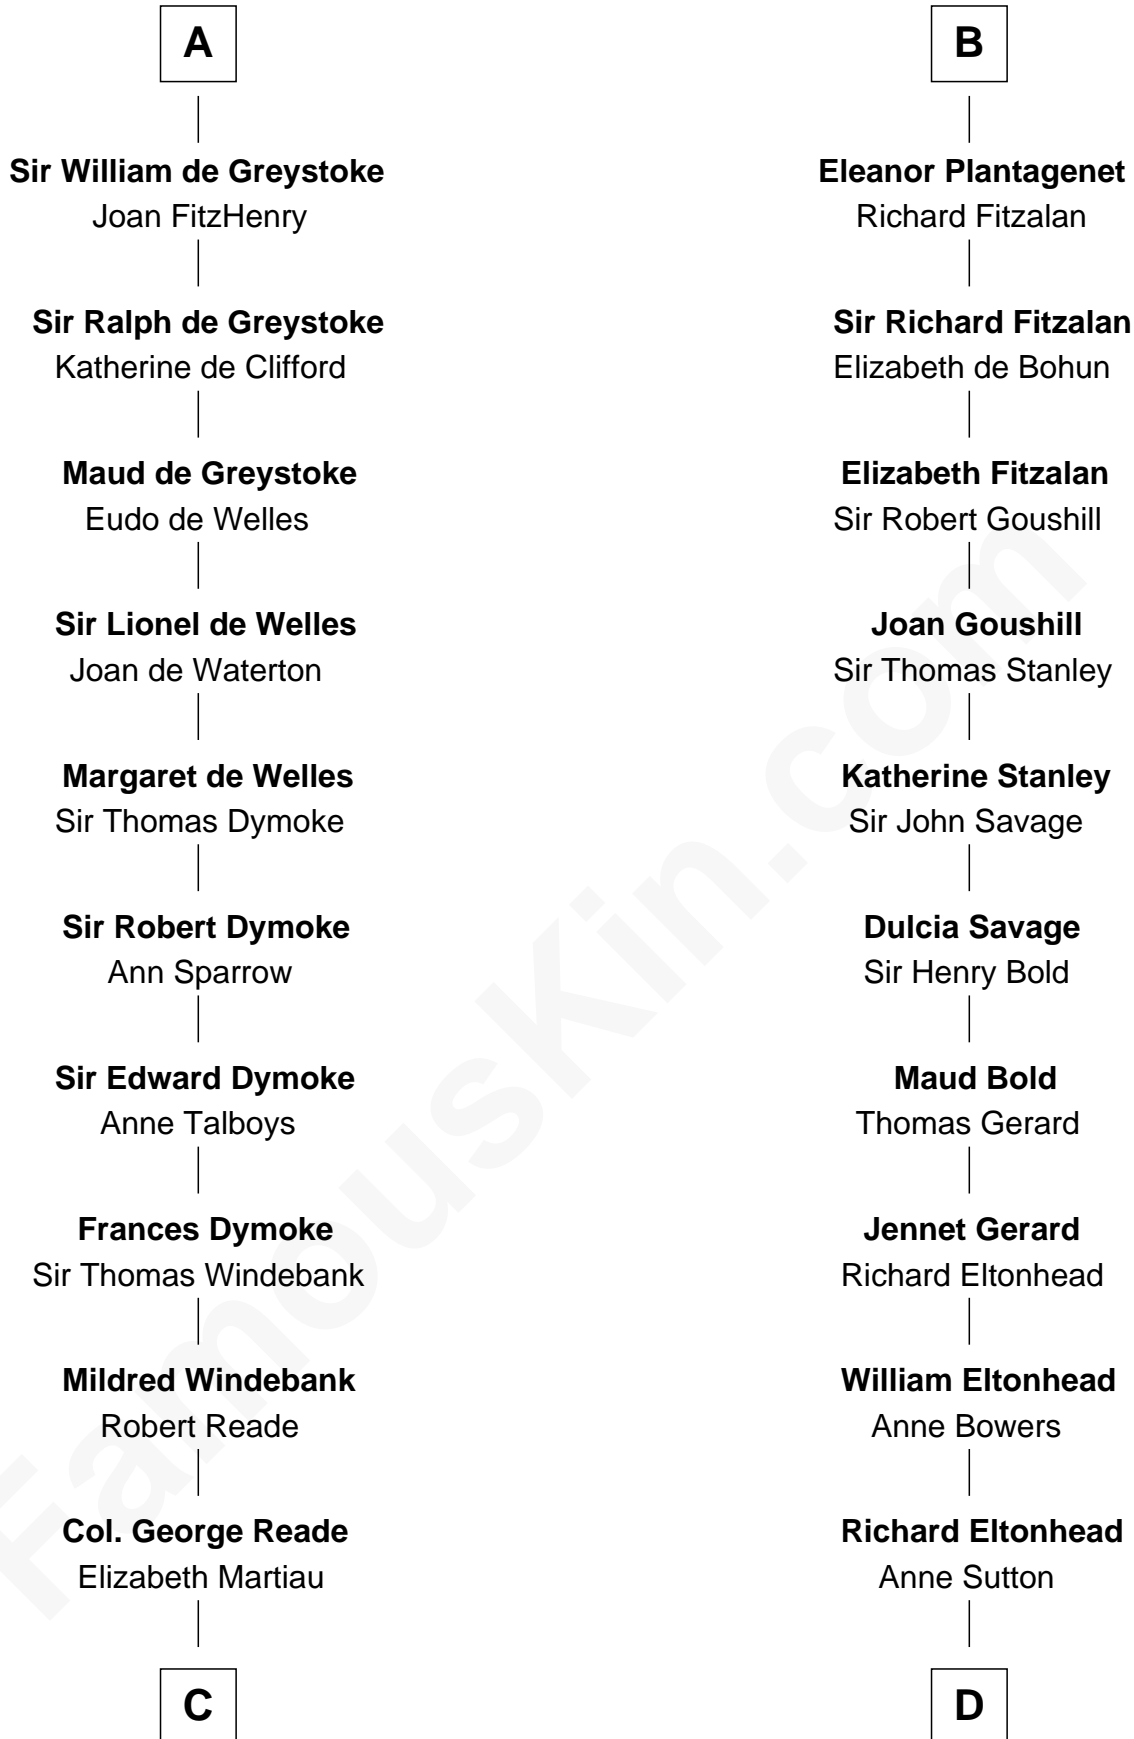 A
Sir William de Greystoke
Joan FitzHenry
Sir Ralph de Greystoke
Katherine de Clifford
Maud de Greystoke
Eudo de Welles
Sir Lionel de Welles
Joan de Waterton
Margaret de Welles
Sir Thomas Dymoke
Sir Robert Dymoke
Ann Sparrow
Sir Edward Dymoke
Anne Talboys
Frances Dymoke
Sir Thomas Windebank
Mildred Windebank
Robert Reade
Col. George Reade
Elizabeth Martiau
C
B
Eleanor Plantagenet
Richard Fitzalan
Sir Richard Fitzalan
Elizabeth de Bohun
Elizabeth Fitzalan
Sir Robert Goushill
Joan Goushill
Sir Thomas Stanley
Katherine Stanley
Sir John Savage
Dulcia Savage
Sir Henry Bold
Maud Bold
Thomas Gerard
Jennet Gerard
Richard Eltonhead
William Eltonhead
Anne Bowers
Richard Eltonhead
Anne Sutton
D
FamousKin.com